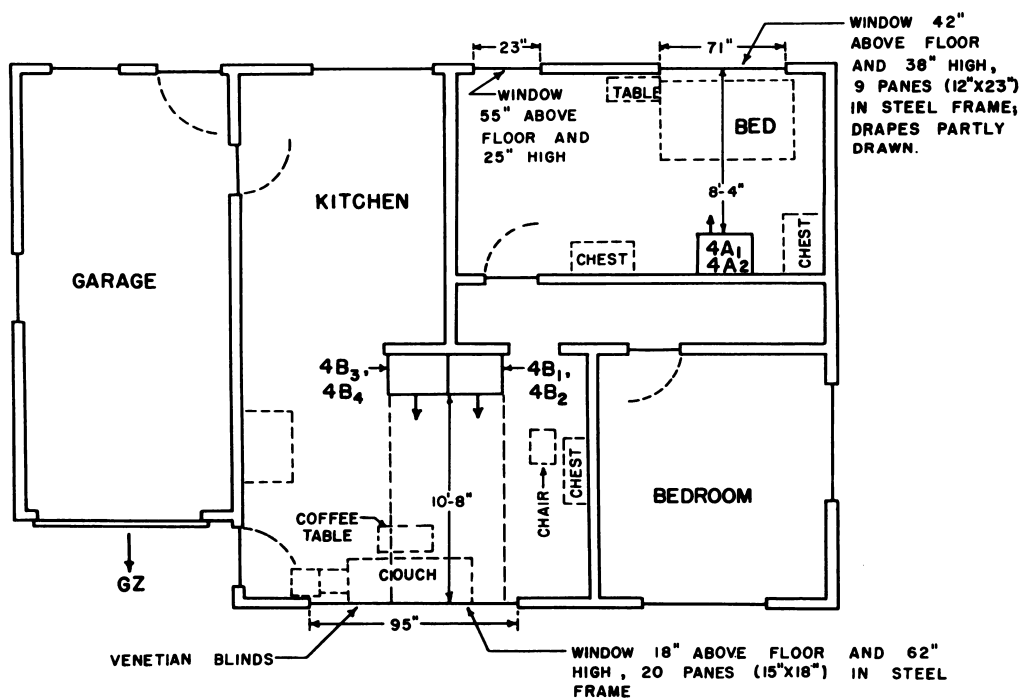 WINDOW 42"
ABOVE FLOOR
AND 38" HIGH,
9 PANES (12"X23")
IN STEEL FRAME;
DRAPES PARTLY
DRAWN.
23"
71"
WINDOW
55" ABOVE
FLOOR AND
25" HIGH
TABLE
BED
8'-4"
KITCHEN
GARAGE
CHEST
4A1
4A2
CHEST
4B3,
4B4
4B1,
4B2
10'-8"
CHAIR
CHEST
BEDROOM
COFFEE
TABLE
COUCH
GZ
95"
VENETIAN BLINDS
WINDOW 18" ABOVE FLOOR AND 62"
HIGH, 20 PANES (15"X18") IN STEEL
FRAME